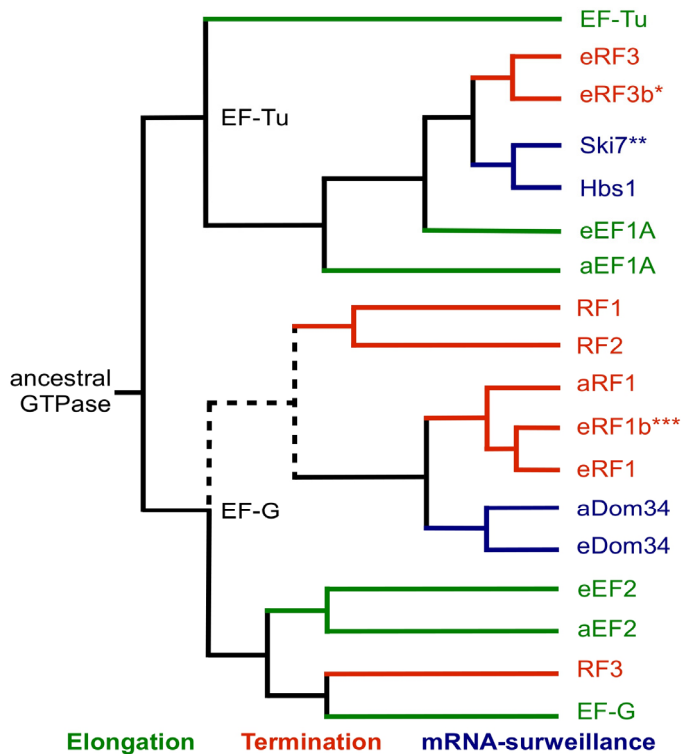 EF-Tu
eRF3
eRF3b*
EF-Tu
Ski7**
Hbs1
eEF1A
aEF1A
RF1
RF2
ancestral
GTPase
aRF1
eRF1b***
eRF1
aDom34
EF-G
eDom34
eEF2
aEF2
RF3
EF-G
Elongation Termination mRNA-surweillance